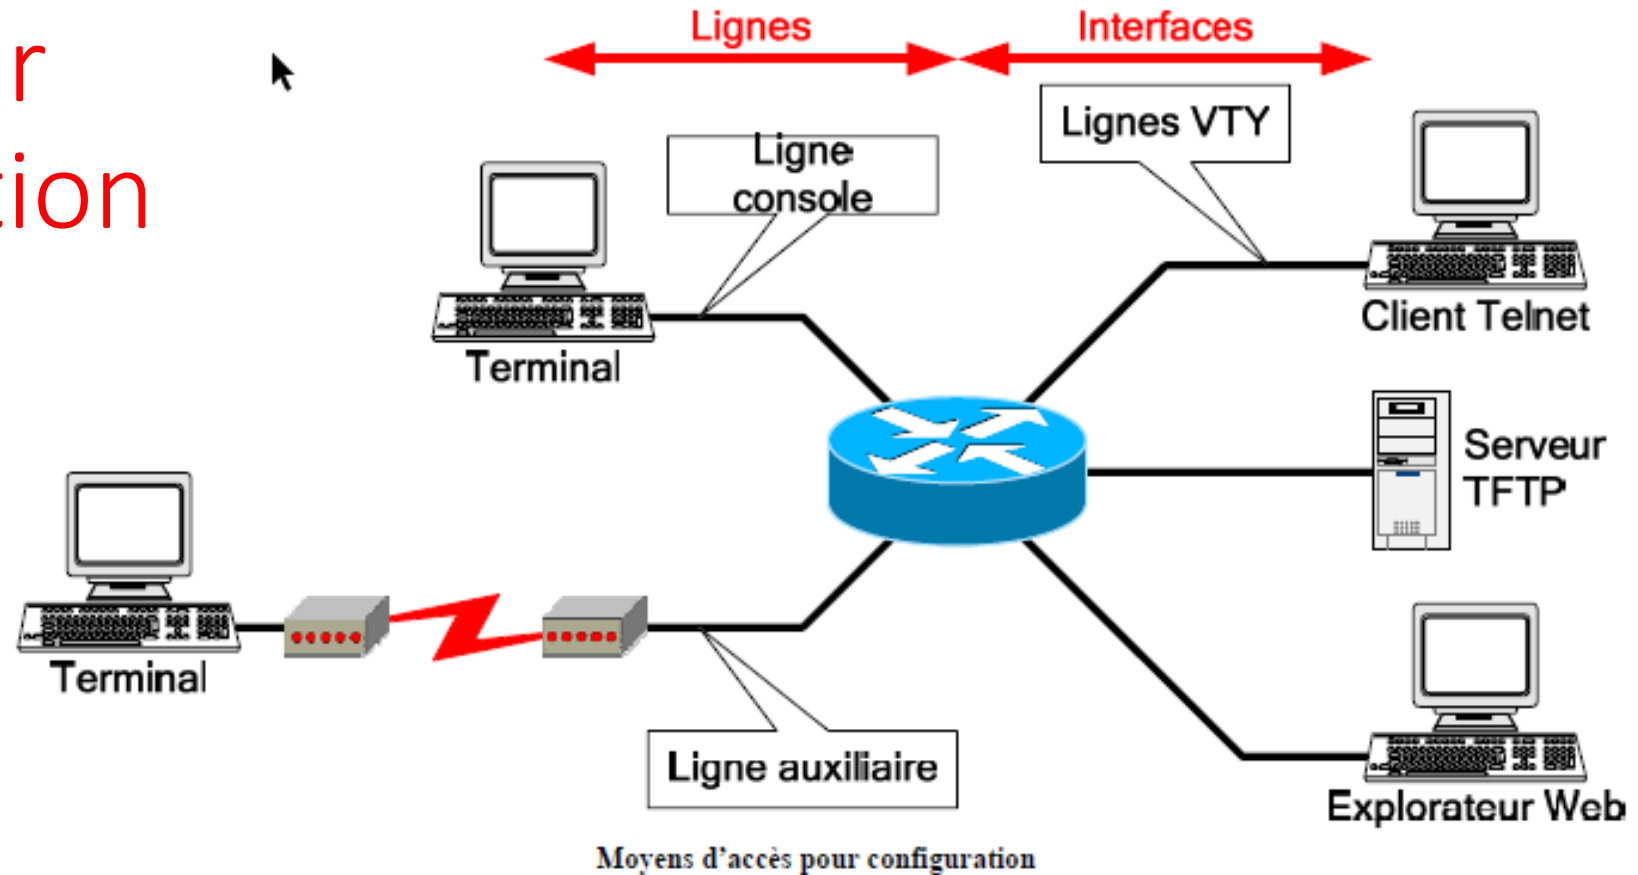 r
tion
Lignes
Interfaces
Lignes VTY
Ligne
console
Client Telnet
Terminal
Serveur
TFTP
Terminal
Ligne auxiliaire
Explorateur Web
Moyens d'accès pour configuration